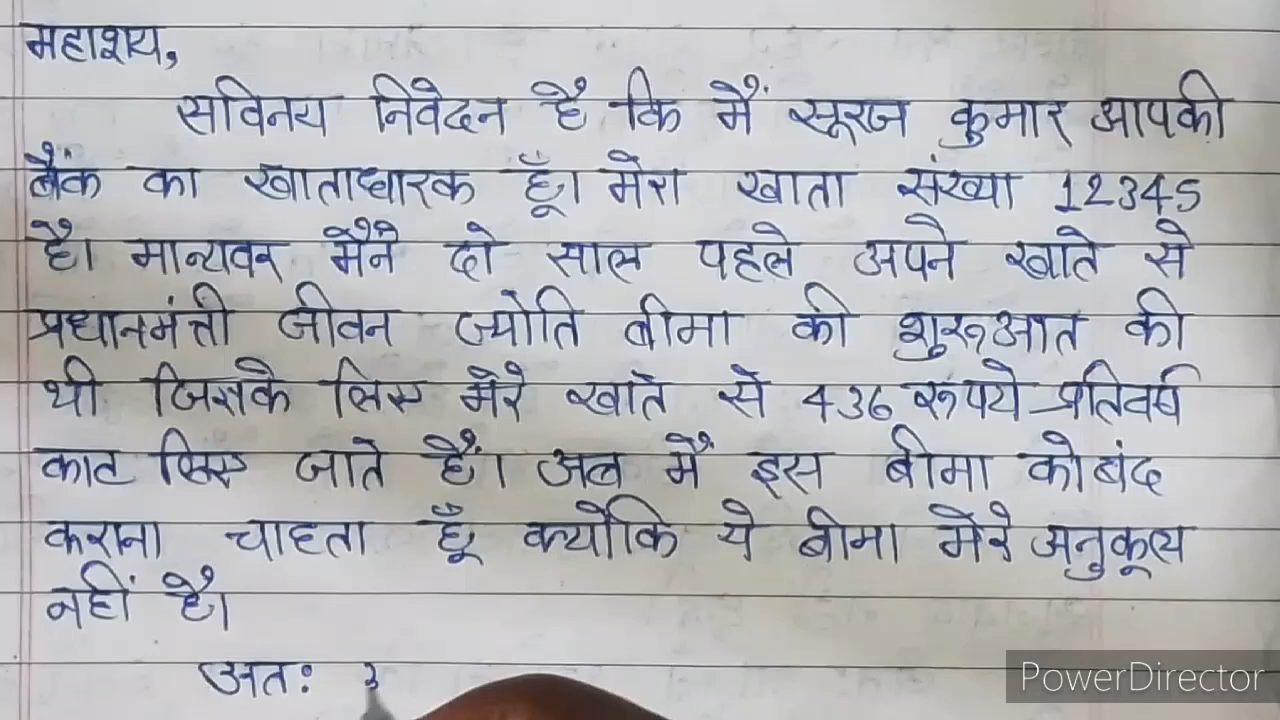 महाशय,
सविनय निवेदन है कि मैं सूरज कुमार आपकी
बैंक का खाताधारक हूँ। मेरा खाता संख्या 12345
है। मान्यवर मैंने दो साल पहले अपने खाते से
प्रधानमंत्री जीवन ज्योति बीमा की शुरुआत की
थी जिसके लिए मेरे खाते से 436 रूपये प्रतिवर्ष
काट लिए जाते हैं। अब मैं इस बीमा को बंद
कराना चाहता हूँ क्योंकि ये बीमा मेरे अनुकूल
नहीं है।
अतः
PowerDirector